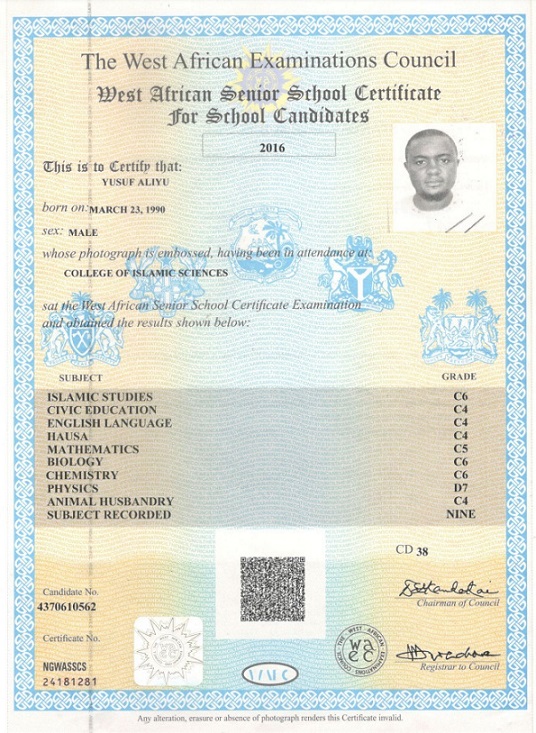 The West African Examinations Council
West African Senior School Certificate
For School Candidates
2016
This is to Certify that:
YUSUF ALIYU
born on: MARCH 23, 1990
sex: MALE
whose photograph is embossed, having been in attendance at:
COLLEGE OF ISLAMIC SCIENCES
sat the West African Senior School Certificate Examination
and obtained the results shown below:
SUBJECT GRADE
ISLAMIC STUDIES C6
CIVIC EDUCATION C4
ENGLISH LANGUAGE C4
HAUSA C4
MATHEMATICS C5
BIOLOGY C6
CHEMISTRY C6
PHYSICS D7
ANIMAL HUSBANDRY C4
SUBJECT RECORDED NINE
CD 38
Candidate No.
4370610562
Chairman of Council
Certificate No.
NGWASSCS
24181281
THE WEST AFRICAN EXAMINATIONS COUNCIL
wa
ec
Registrar to Council
Any alteration, erasure or absence of photograph renders this Certificate invalid.